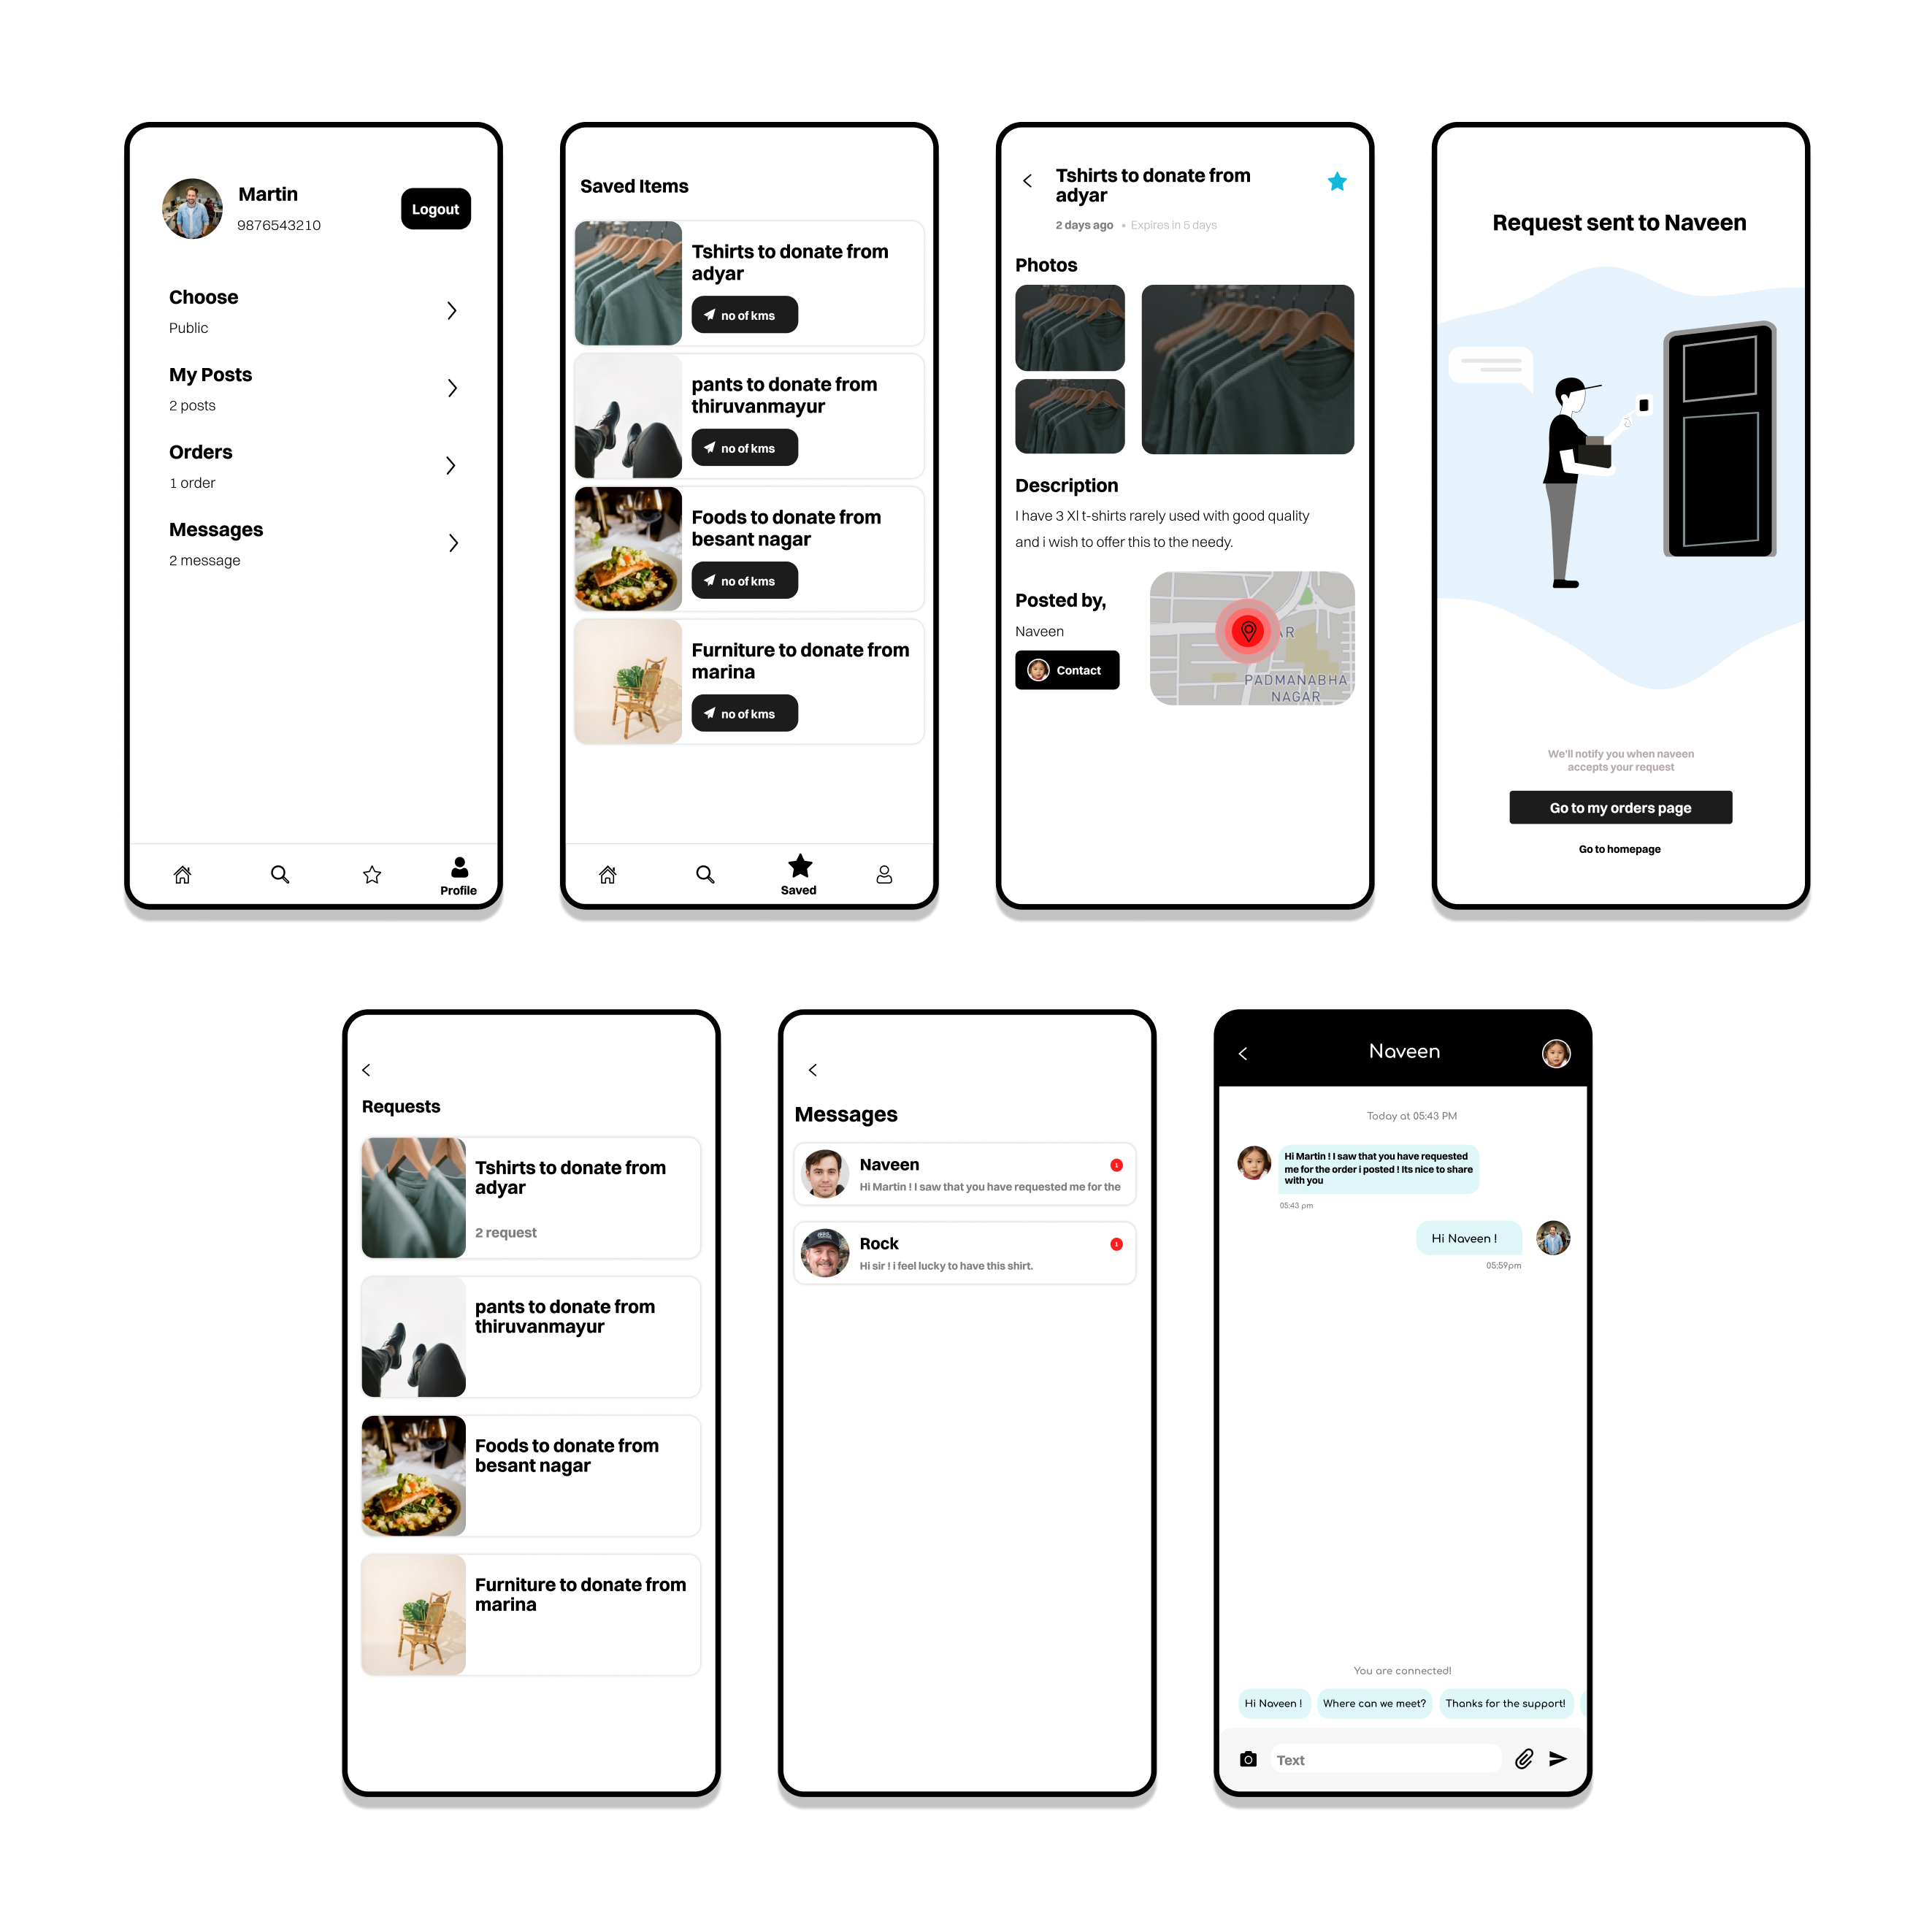 Martin
9876543210
Logout
Choose
Public
My Posts
2 posts
Orders
1 order
Messages
2 message
Profile
Saved Items
Tshirts to donate from
adyar
no of kms
pants to donate from
thiruvanmayur
no of kms
Foods to donate from
besant nagar
no of kms
Furniture to donate from
marina
no of kms
Saved
Tshirts to donate from
adyar
2 days ago • Expires in 5 days
Photos
Description
I have 3 Xl t-shirts rarely used with good quality
and i wish to offer this to the needy.
Posted by,
Naveen
Contact
AR
PADMANABHA
NAGAR
Request sent to Naveen
We'll notify you when naveen
accepts your request
Go to my orders page
Go to homepage
Requests
Tshirts to donate from
adyar
2 request
pants to donate from
thiruvanmayur
Foods to donate from
besant nagar
Furniture to donate from
marina
Messages
Naveen
1
Hi Martin ! I saw that you have requested me for the
Rock
1
Hi sir ! i feel lucky to have this shirt.
Naveen
Today at 05:43 PM
Hi Martin ! I saw that you have requested
me for the order i posted ! Its nice to share
with you
05:43 pm
Hi Naveen !
05:59pm
You are connected!
Hi Naveen !
Where can we meet?
Thanks for the support!
Text